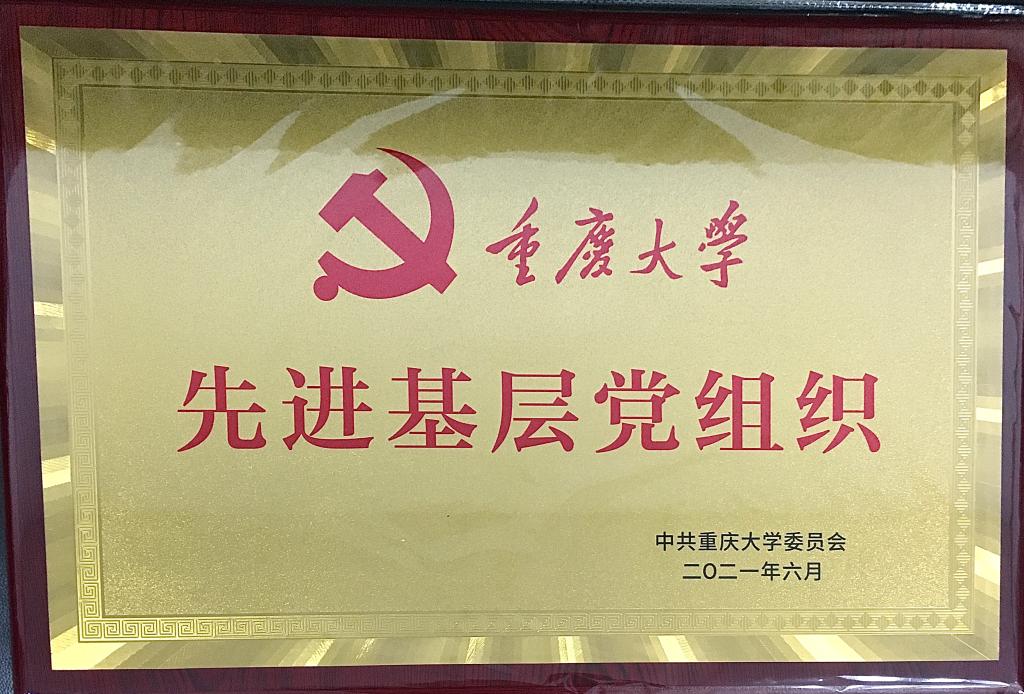 重慶大學
先进基层党组织
中共重庆大学委员会
二〇二一年六月